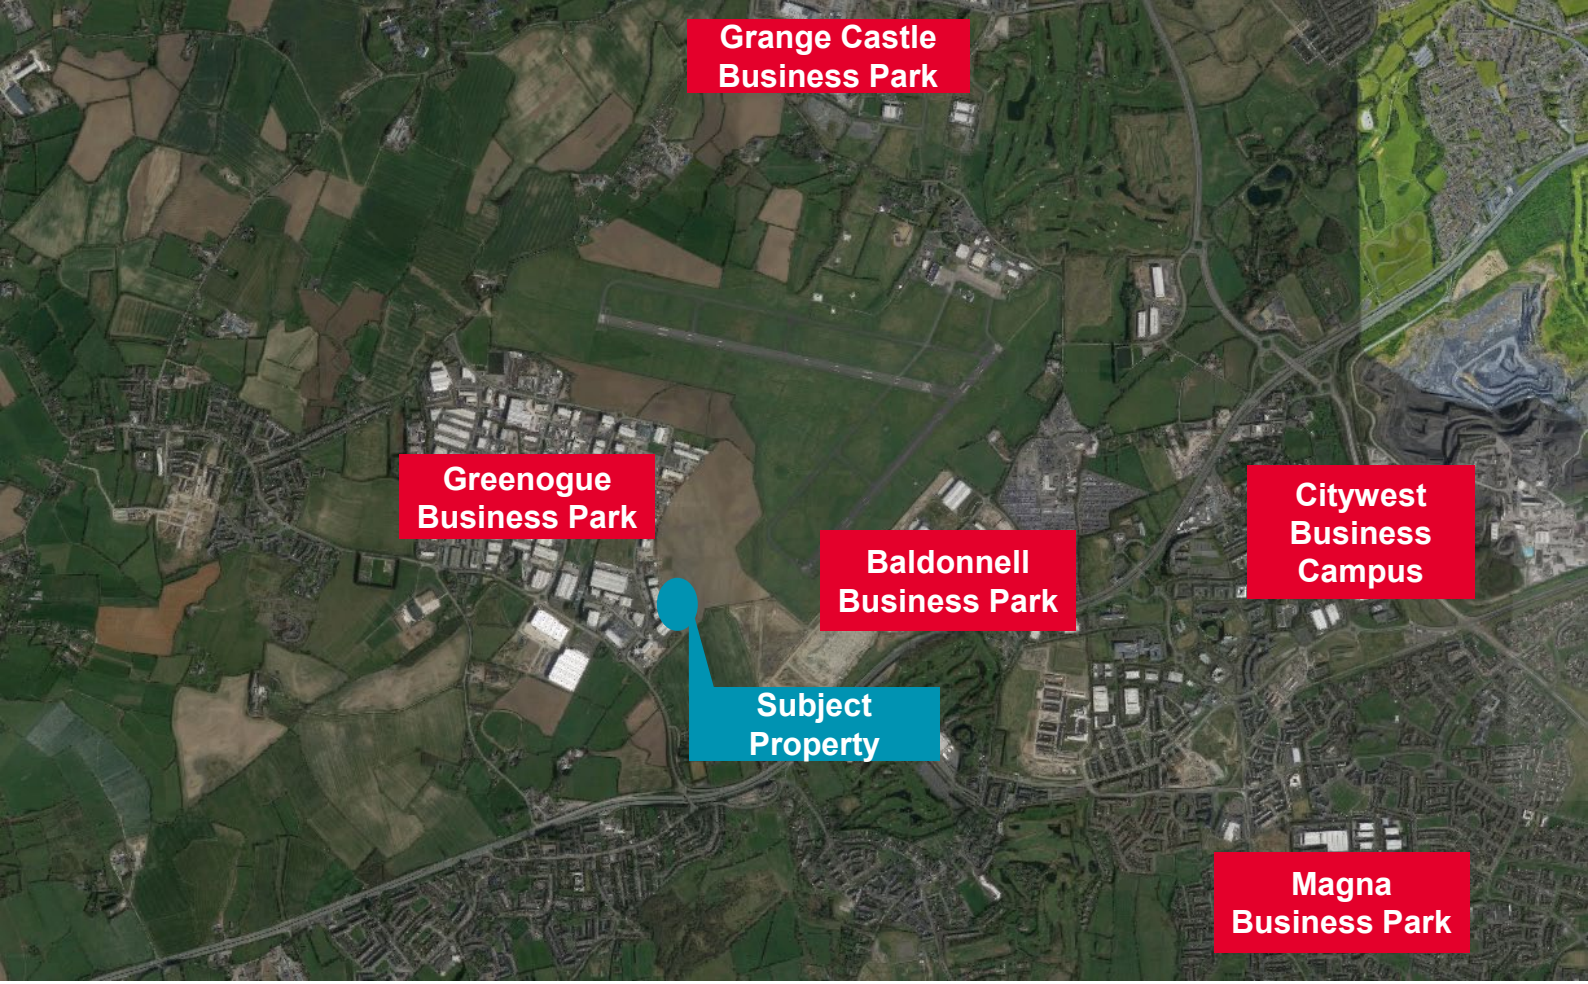 Grange Castle
Business Park
Greenogue
Business Park
Baldonnell
Business Park
Citywest
Business
Campus
Subject
Property
Magna
Business Park